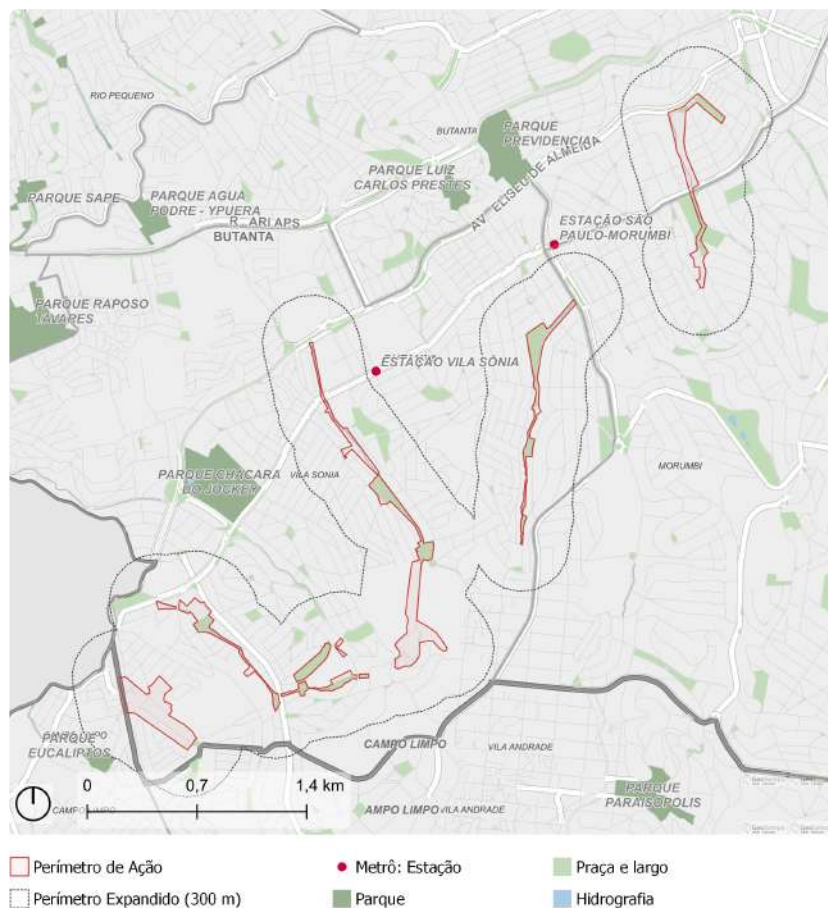 RIO PEQUENO
BUTANTA
PARQUE
PREVIDENCIA
PARQUE LUIZ
CARLOS PRESTES
AV ELISEU DE ALMEIDA
PARQUE SAPE
PARQUE AGUA
PODRE - YPUERA
R ARI APS
BUTANTA
ESTAÇÃO SÃO
PAULO-MORUMBI
PARQUE RAPOSO
TAVARES
ESTAÇÃO VILA SÔNIA
PARQUE CHACARA
DO JOCKEY
VILA SONIA
MORUMBI
PARQUE
EUCALIPTOS
CAMPO LIMPO
VILA ANDRADE
0 0,7 1,4 km
CAMPO LIMPO
AMPO LIMPO VILA ANDRADE
PARQUE
PARAISOPOLIS
Perímetro de Ação
Metrô: Estação
Praça e largo
Perímetro Expandido (300 m)
Parque
Hidrografia